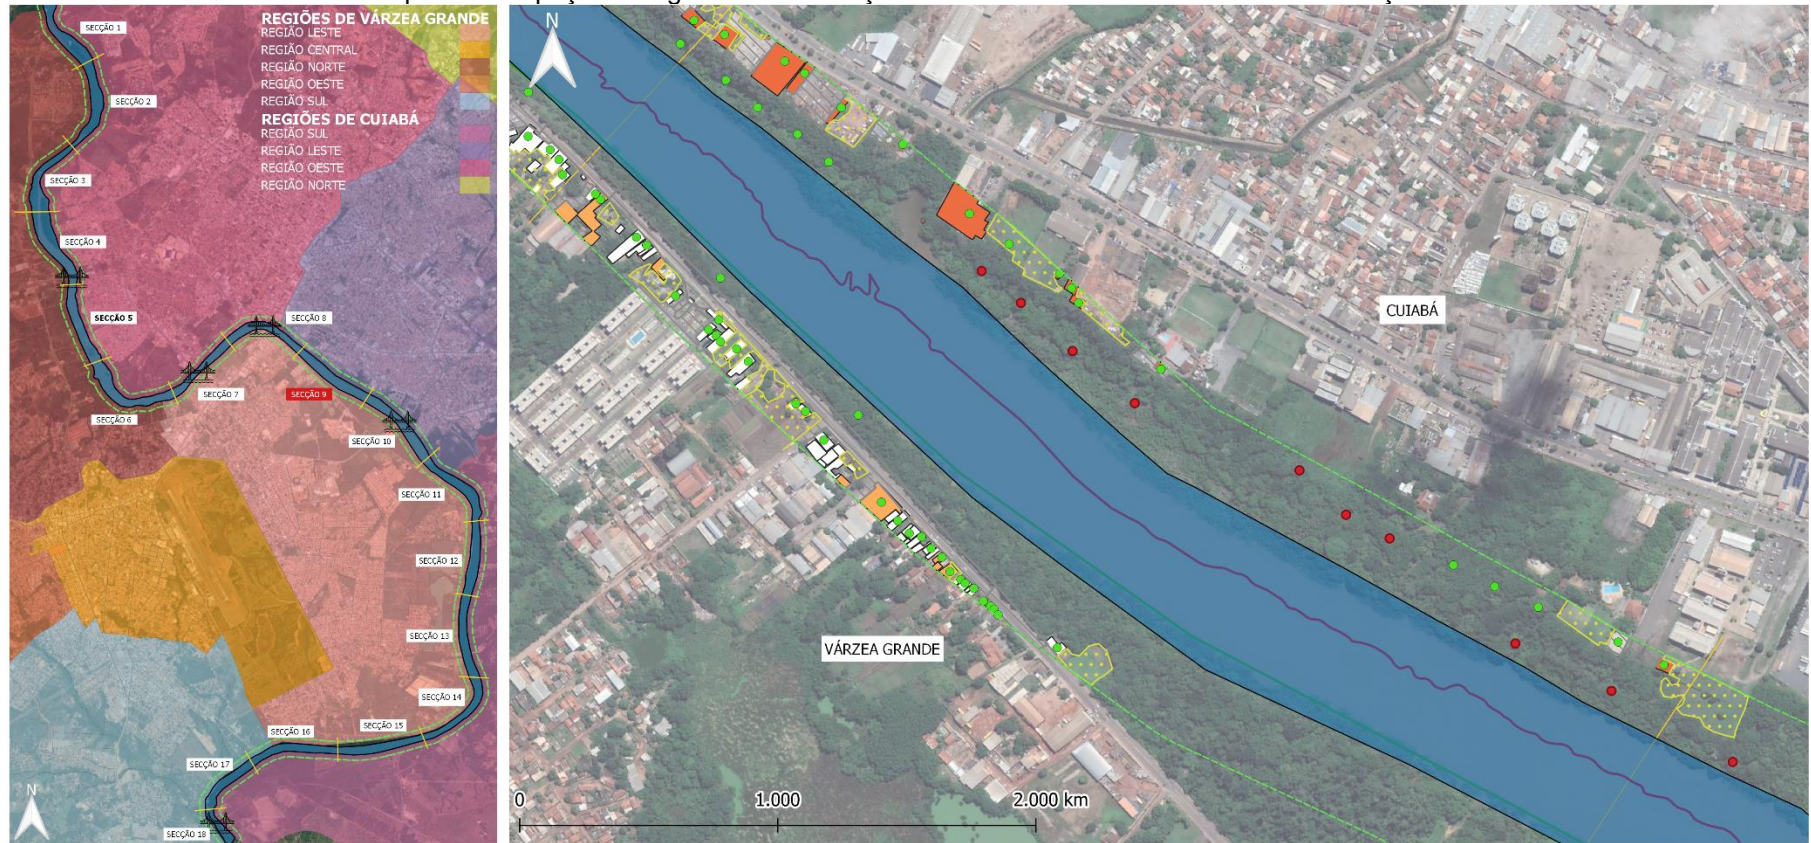 REGIÕES DE VÁRZEA GRANDE
REGIÃO LESTE
REGIÃO CENTRAL
REGIÃO NORTE
REGIÃO OESTE
REGIÃO SUL
REGIÕES DE CUIABÁ
REGIÃO SUL
REGIÃO LESTE
REGIÃO OESTE
REGIÃO NORTE
SECÇÃO 1
SECÇÃO 2
SECÇÃO 3
SECÇÃO 4
SECÇÃO 5
SECÇÃO 8
SECÇÃO 7
SECÇÃO 9
SECÇÃO 6
SECÇÃO 10
SECÇÃO 11
SECÇÃO 12
SECÇÃO 13
SECÇÃO 14
SECÇÃO 15
SECÇÃO 16
SECÇÃO 17
SECÇÃO 18
N
N
CUIABÁ
VÁRZEA GRANDE
0 1.000 2.000 km